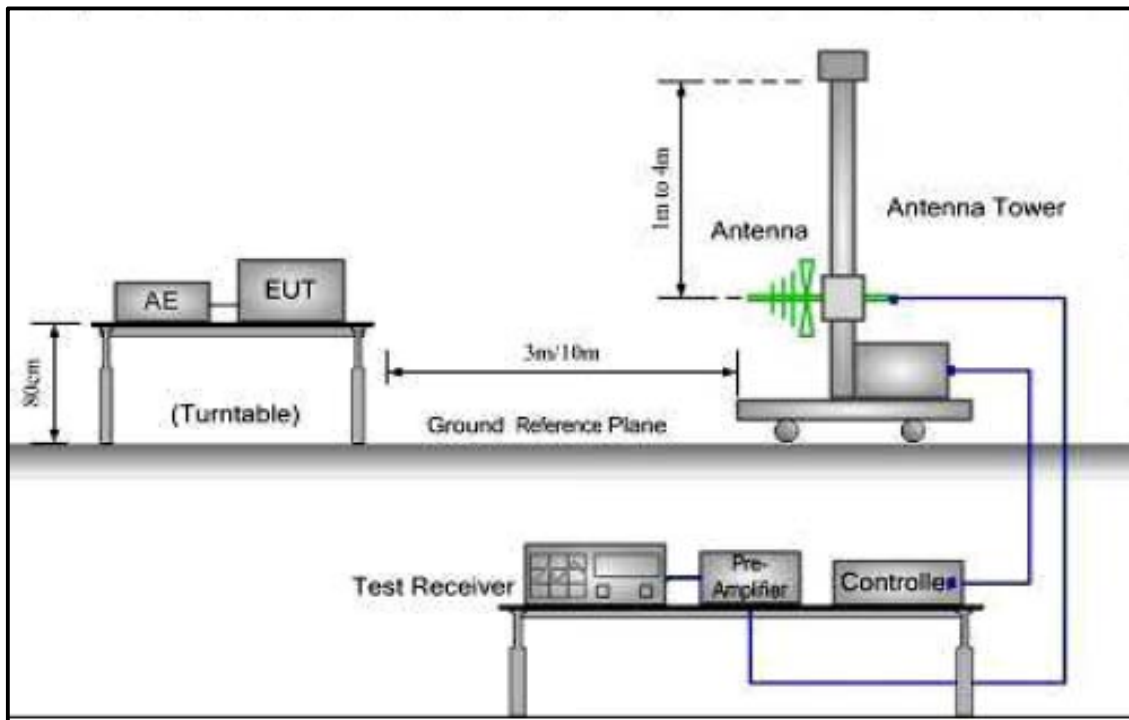 1m to 4m
Antenna Tower
Antenna
AE
EUT
80cm
3m/10m
(Turntable)
Ground Reference Plane
Test Receiver
Pre-
Amplifier
Controlle